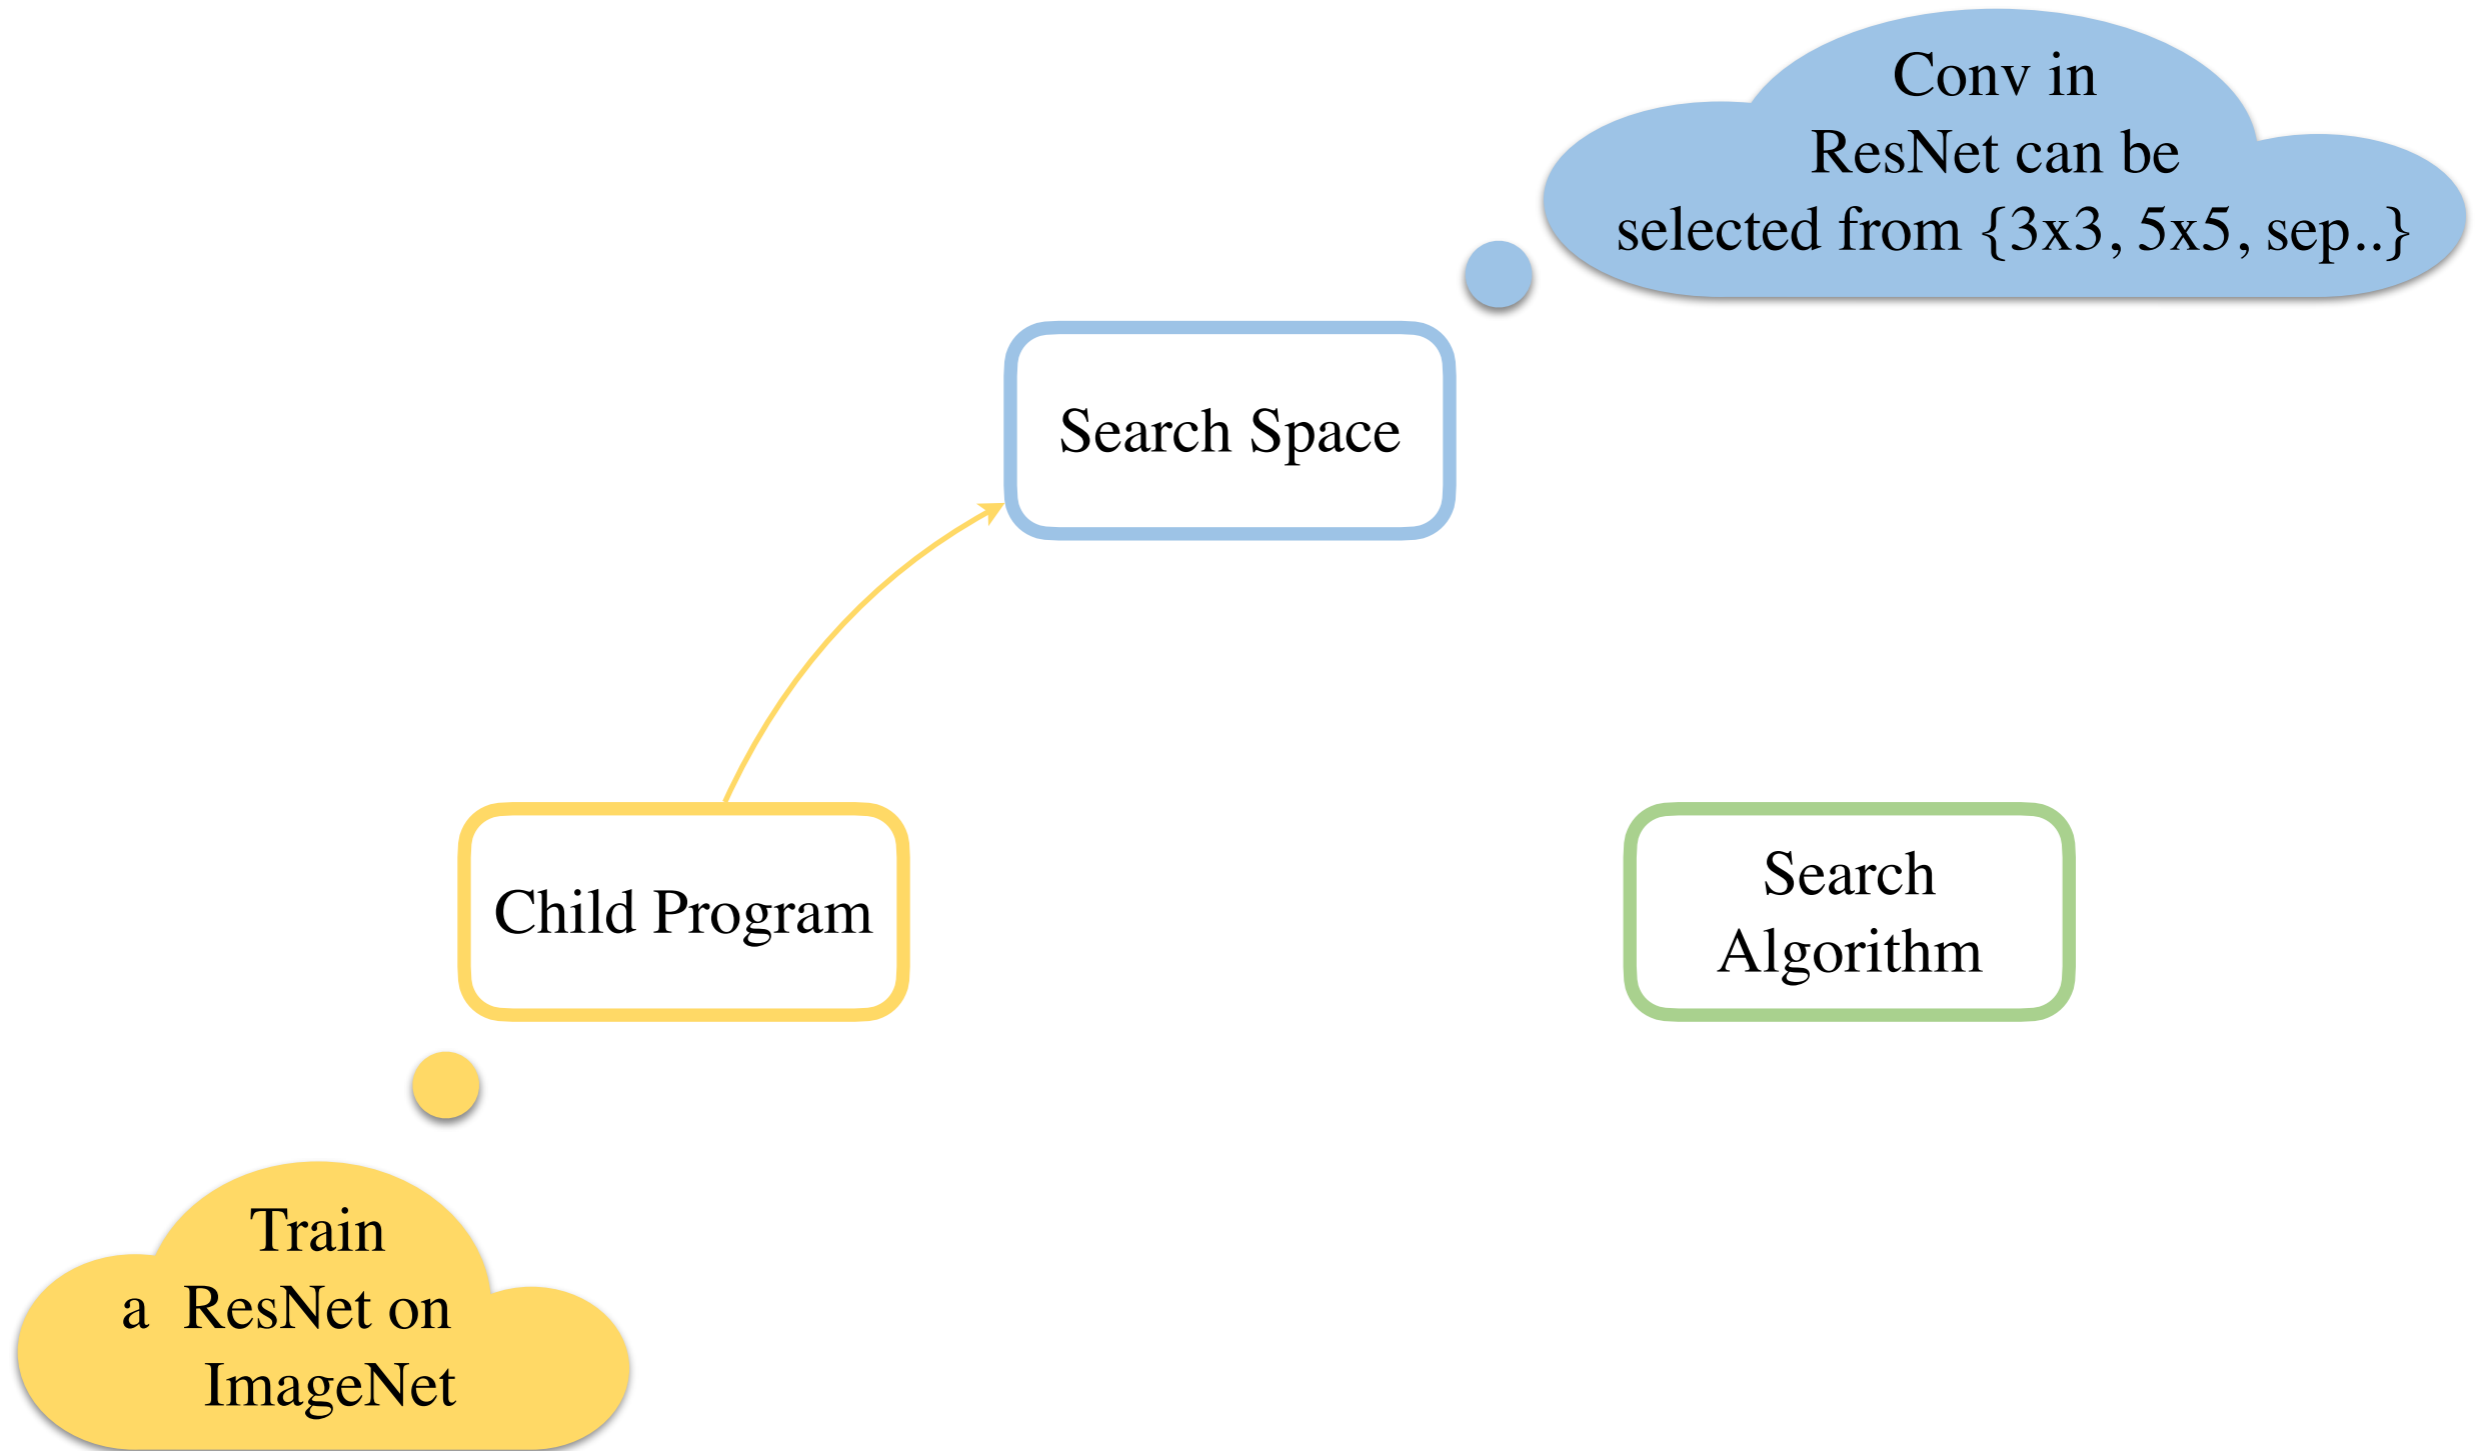 Conv in
ResNet can be
selected from {3x3, 5x5, sep..}
Search Space
Child Program
Search
Algorithm
Train
a ResNet on
ImageNet